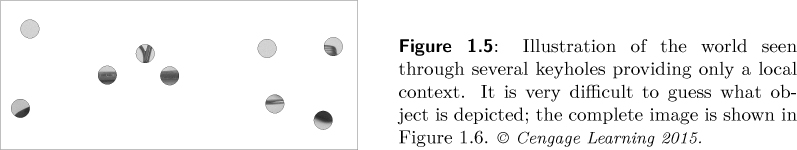 Figure 1.5: Illustration of the world seen
through several keyholes providing only a local
context. It is very difficult to guess what ob-
ject is depicted; the complete image is shown in
Figure 1.6. © Cengage Learning 2015.